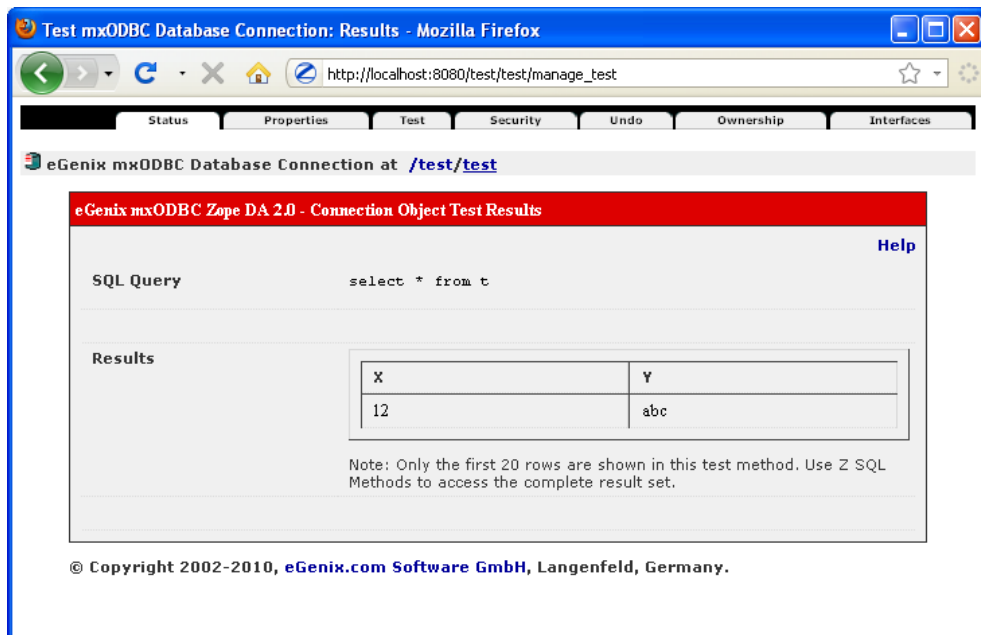 Test mxODBC Database Connection: Results - Mozilla Firefox
http://localhost:8080/test/test/manage_test
Status Properties Test Security Undo Ownership Interfaces
eGenix mxODBC Database Connection at /test/test
eGenix mxODBC Zope DA 2.0 - Connection Object Test Results
Help
SQL Query select * from t
Results
X Y
12 abc
Note: Only the first 20 rows are shown in this test method. Use Z SQL
Methods to access the complete result set.
© Copyright 2002-2010, eGenix.com Software GmbH, Langenfeld, Germany.